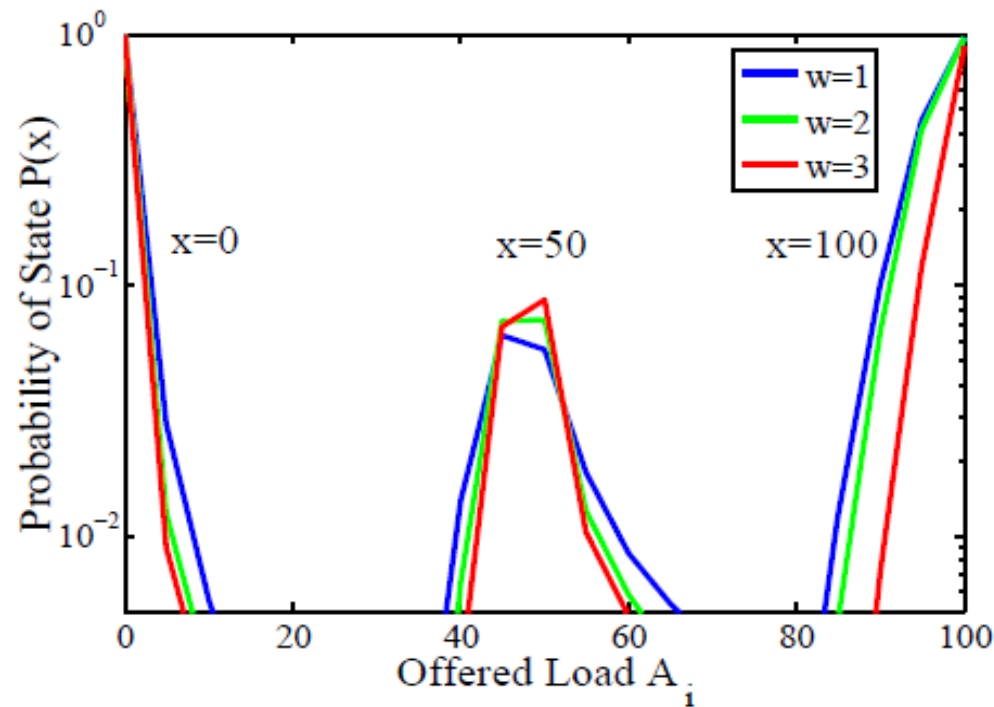 10^0
w=1
w=2
w=3
Probability of State P(x)
x=0
x=50
x=100
10^−1
10^−2
0
20
40
60
80
100
Offered Load A_i